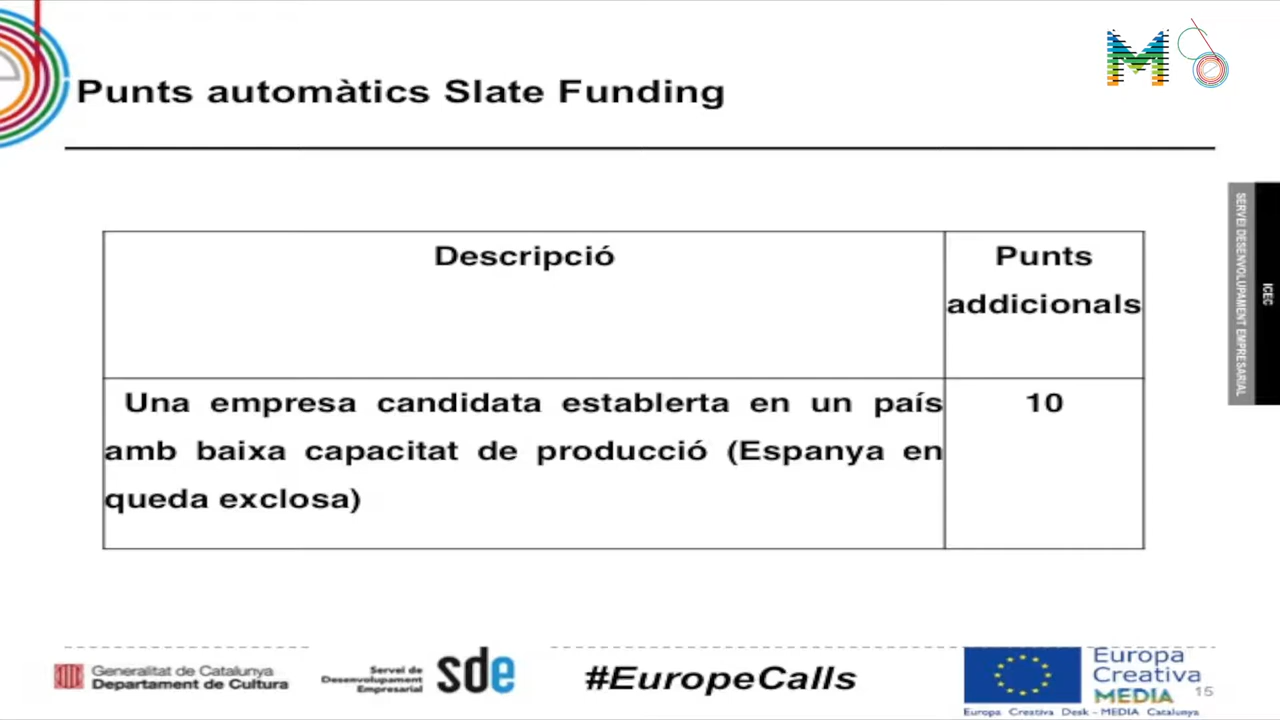 Punts automàtics Slate Funding
Descripció
Punts
addicionals
Una empresa candidata establerta en un país
amb baixa capacitat de producció (Espanya en
queda exclosa)
10
SERVEI DESENVOLUPAMENT EMPRESARIAL
ICEC
Generalitat de Catalunya
Departament de Cultura
Servei de
Desenvolupament
Empresarial
sde
#EuropeCalls
Europa
Creativa
MEDIA
15
Europa Creativa Desk - MEDIA Catalunya